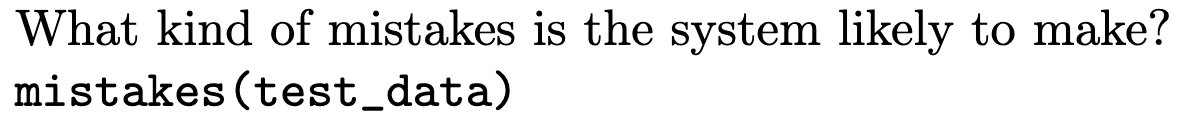 What kind of mistakes is the system likely to make?
mistakes(test_data)